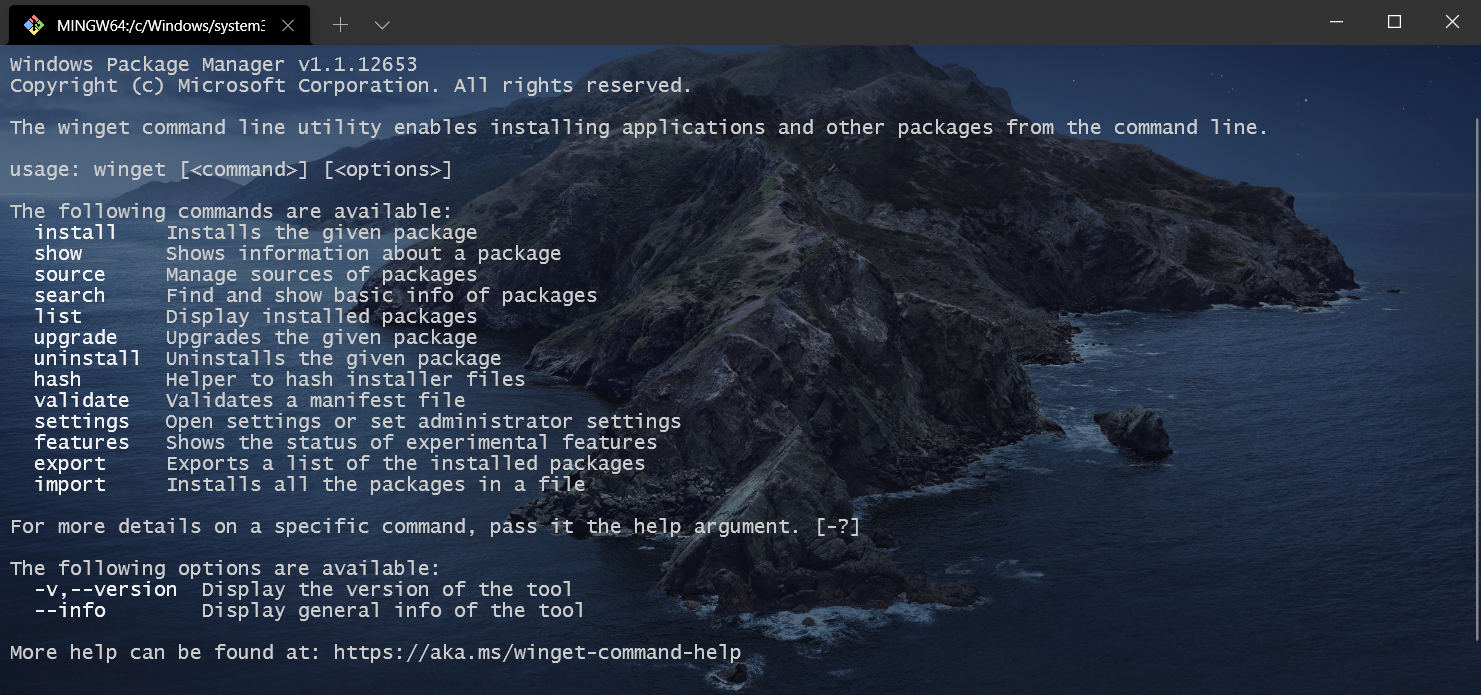 MINGW64:/c/Windows/system3
Windows Package Manager v1.1.12653
Copyright (c) Microsoft Corporation. All rights reserved.
The winget command line utility enables installing applications and other packages from the command line.
usage: winget [<command>] [<options>]
The following commands are available:
install    Installs the given package
show       Shows information about a package
source     Manage sources of packages
search     Find and show basic info of packages
list       Display installed packages
upgrade    Upgrades the given package
uninstall  Uninstalls the given package
hash       Helper to hash installer files
validate   Validates a manifest file
settings   Open settings or set administrator settings
features   Shows the status of experimental features
export     Exports a list of the installed packages
import     Installs all the packages in a file
For more details on a specific command, pass it the help argument. [-?]
The following options are available:
-v,--version  Display the version of the tool
--info        Display general info of the tool
More help can be found at: https://aka.ms/winget-command-help